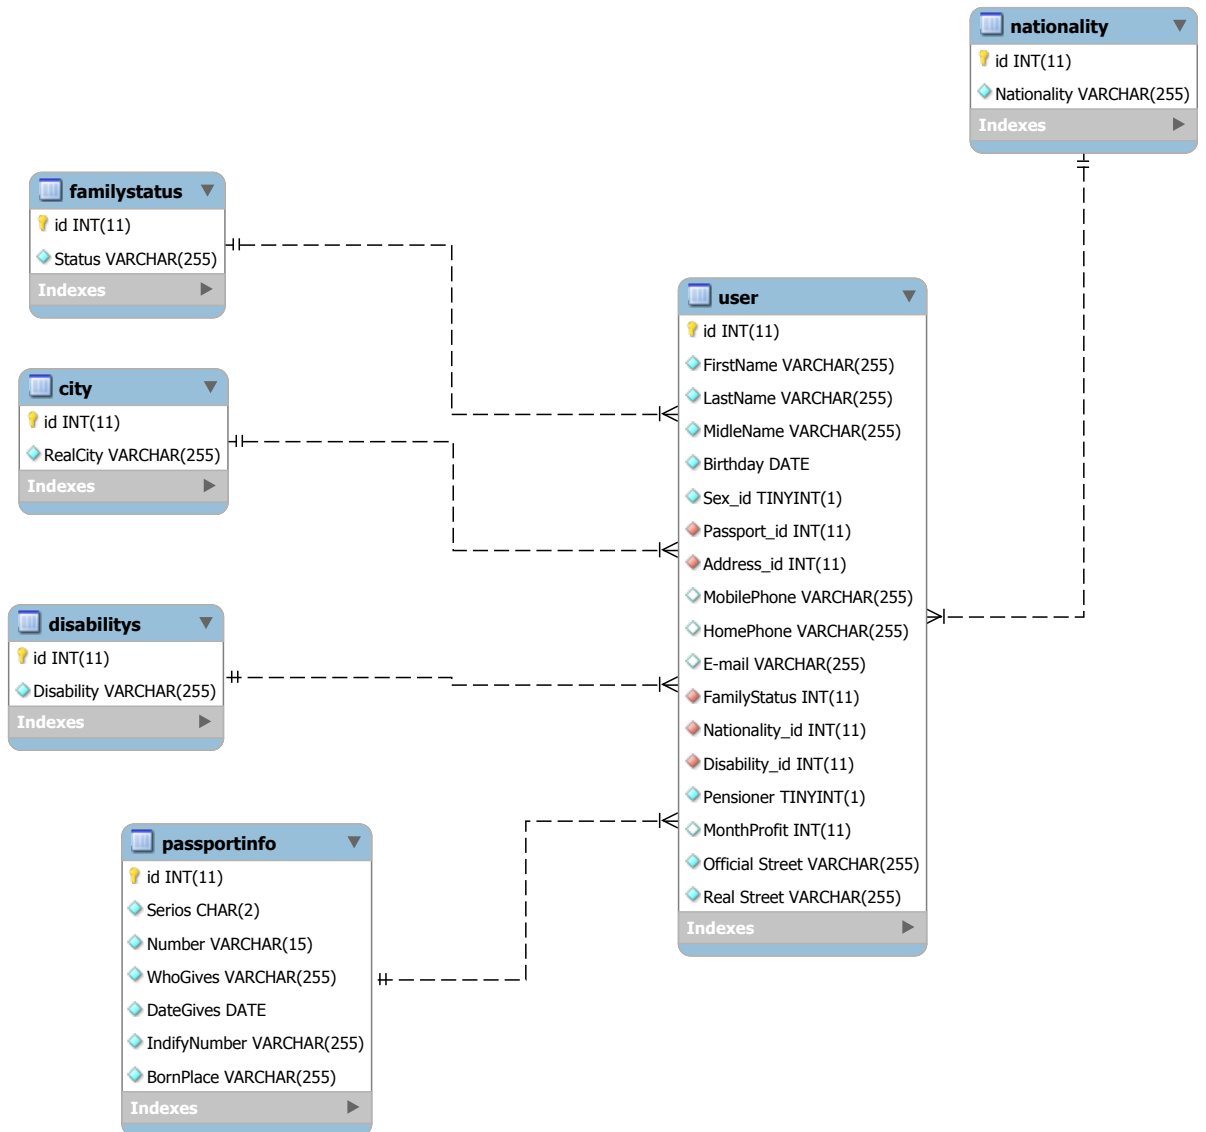 nationality
id INT(11)
Nationality VARCHAR(255)
Indexes
familystatus
id INT(11)
Status VARCHAR(255)
Indexes
city
id INT(11)
RealCity VARCHAR(255)
Indexes
disabilitys
id INT(11)
Disability VARCHAR(255)
Indexes
passportinfo
id INT(11)
Serios CHAR(2)
Number VARCHAR(15)
WhoGives VARCHAR(255)
DateGives DATE
IndifyNumber VARCHAR(255)
BornPlace VARCHAR(255)
Indexes
user
id INT(11)
FirstName VARCHAR(255)
LastName VARCHAR(255)
MidleName VARCHAR(255)
Birthday DATE
Sex_id TINYINT(1)
Passport_id INT(11)
Address_id INT(11)
MobilePhone VARCHAR(255)
HomePhone VARCHAR(255)
E-mail VARCHAR(255)
FamilyStatus INT(11)
Nationality_id INT(11)
Disability_id INT(11)
Pensioner TINYINT(1)
MonthProfit INT(11)
Official Street VARCHAR(255)
Real Street VARCHAR(255)
Indexes